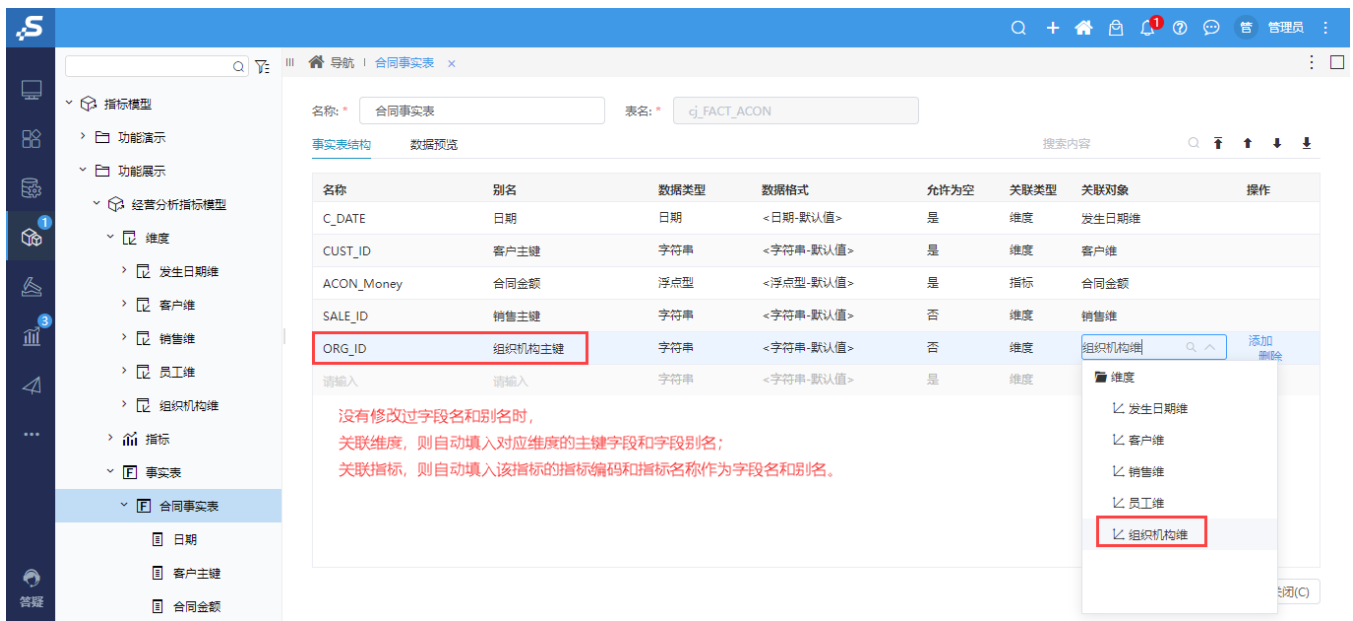 S
1
管
管理员
导航
合同事实表
×
指标模型
功能演示
功能展示
经营分析指标模型
维度
发生日期维
客户维
销售维
员工维
组织机构维
指标
F 事实表
F 合同事实表
日期
客户主键
合同金额
1
3
答疑
名称: * 合同事实表 表名: * cj_FACT_ACON
事实表结构 数据预览 搜索内容
名称 别名 数据类型 数据格式 允许为空 关联类型 关联对象 操作
C_DATE 日期 日期 <日期-默认值> 是 维度 发生日期维
CUST_ID 客户主键 字符串 <字符串-默认值> 是 维度 客户维
ACON_Money 合同金额 浮点型 <浮点型-默认值> 是 指标 合同金额
SALE_ID 销售主键 字符串 <字符串-默认值> 否 维度 销售维
ORG_ID 组织机构主键 字符串 <字符串-默认值> 否 维度 组织机构维 添加
删除
请输入 请输入 字符串 <字符串-默认值> 是 维度
没有修改过字段名和别名时，
关联维度，则自动填入对应维度的主键字段和字段别名；
关联指标，则自动填入该指标的指标编码和指标名称作为字段名和别名。
维度
发生日期维
客户维
销售维
员工维
组织机构维
闭(C)